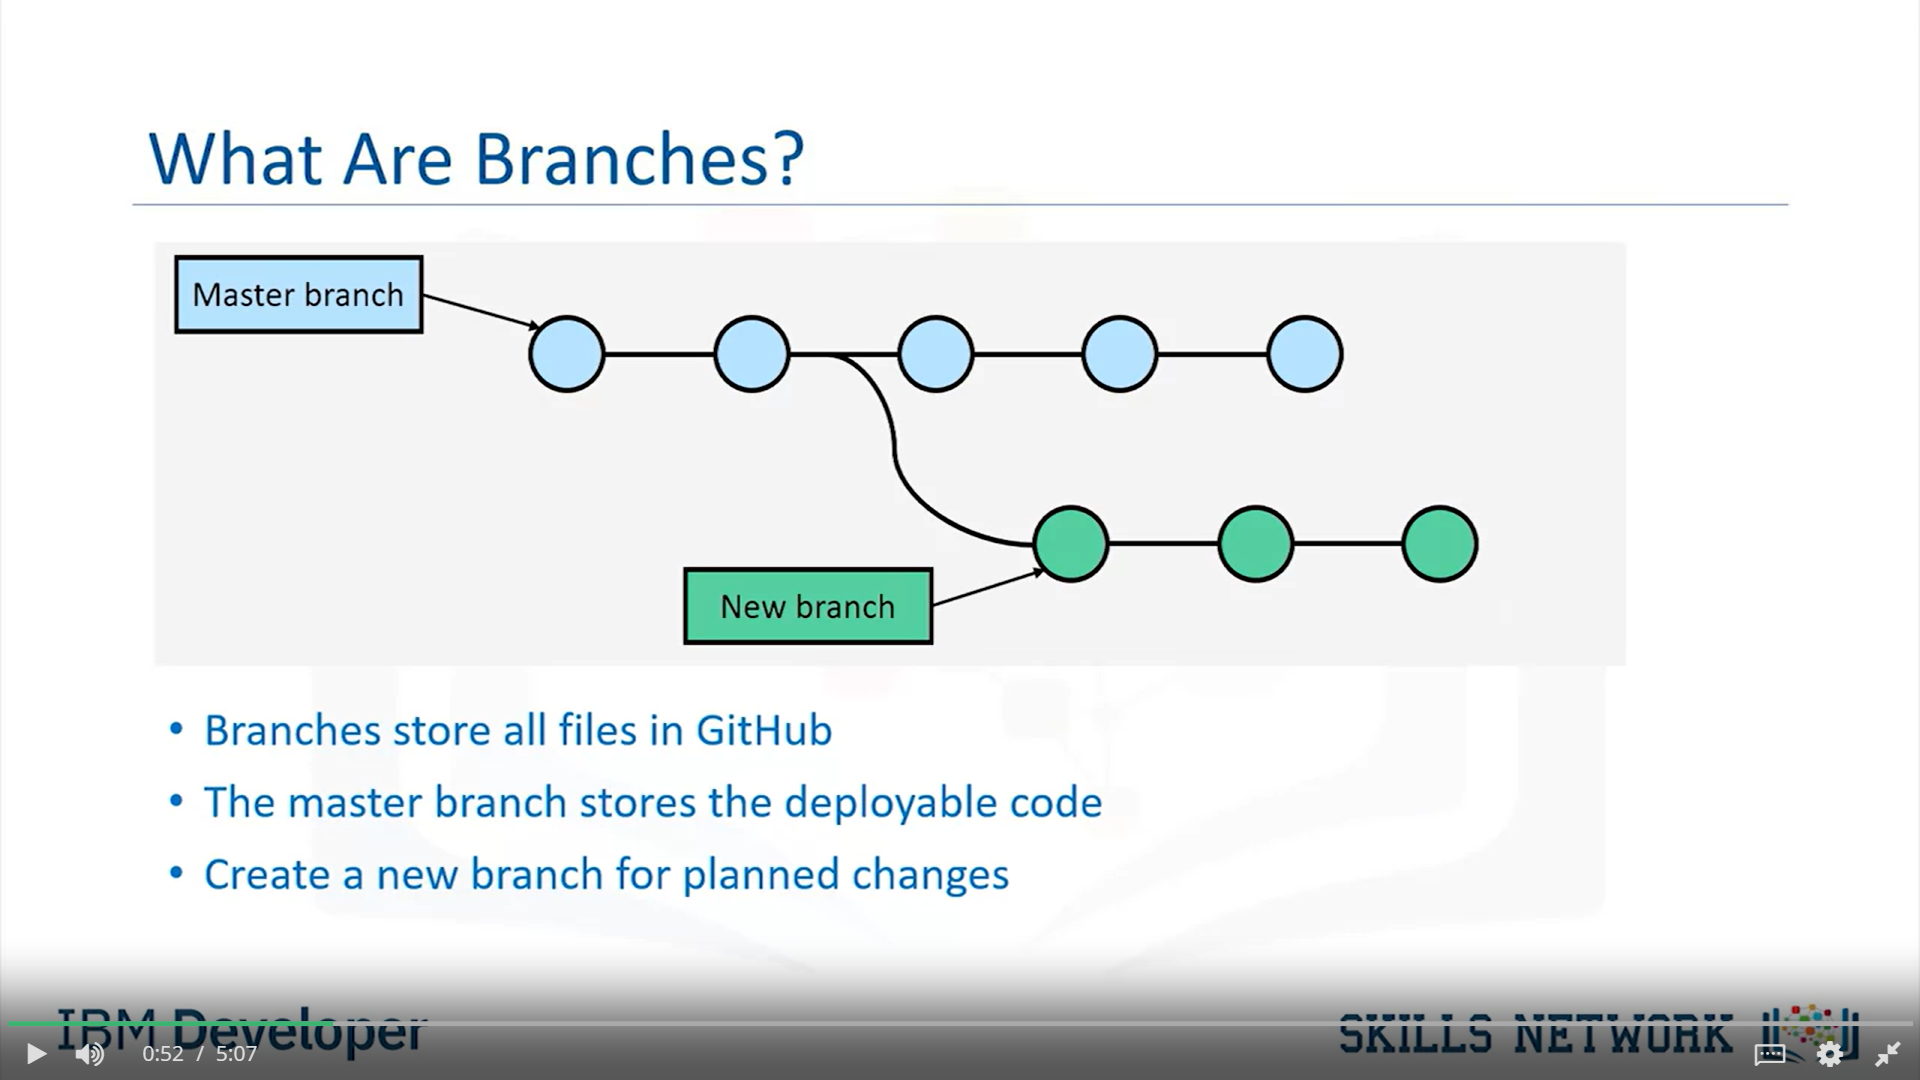 What Are Branches?
Master branch
New branch
• Branches store all files in GitHub
• The master branch stores the deployable code
• Create a new branch for planned changes
IBM Developer
SKILLS NETWORK
0:52 / 5:07